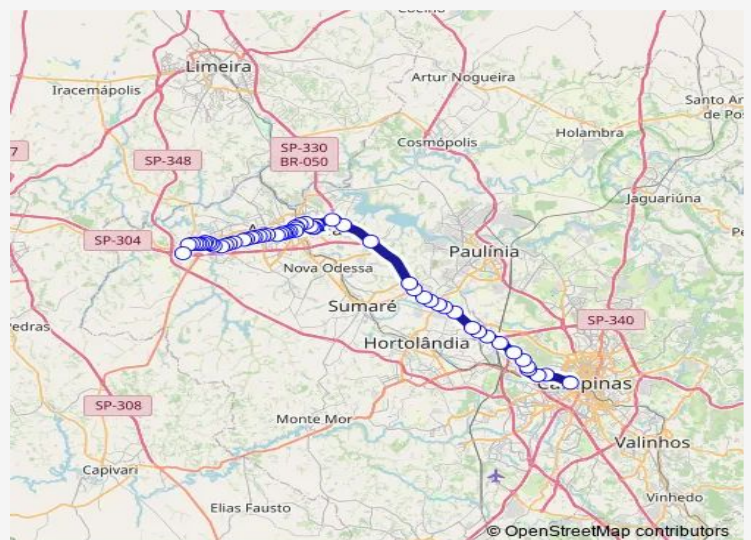 Limeira
Artur Nogueira
Iracemápolis
Santo An
de Pos
SP-330
BR-050
Holambra
Cosmópolis
7
SP-348
Jaguariúna
SP-304
Paulínia
Nova Odessa
Sumaré
SP-340
edras
Hortolândia
Campinas
SP-308
Monte Mor
Valinhos
Capivari
Vinhedo
Elias Fausto
© OpenStreetMap contributors